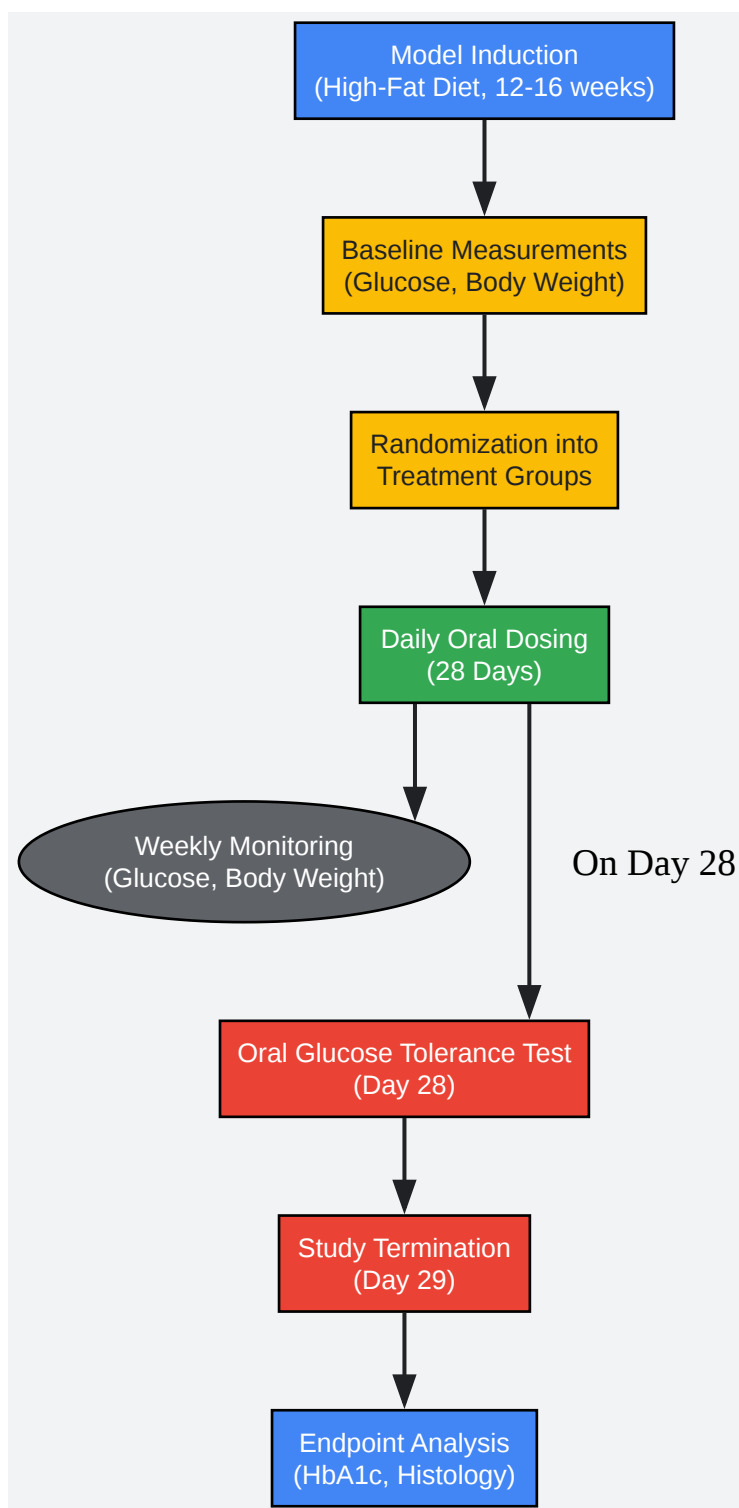 Model Induction
(High-Fat Diet, 12-16 weeks)
Baseline Measurements
(Glucose, Body Weight)
Randomization into
Treatment Groups
Daily Oral Dosing
(28 Days)
Weekly Monitoring
(Glucose, Body Weight)
On Day 28
Oral Glucose Tolerance Test
(Day 28)
Study Termination
(Day 29)
Endpoint Analysis
(HbA1c, Histology)